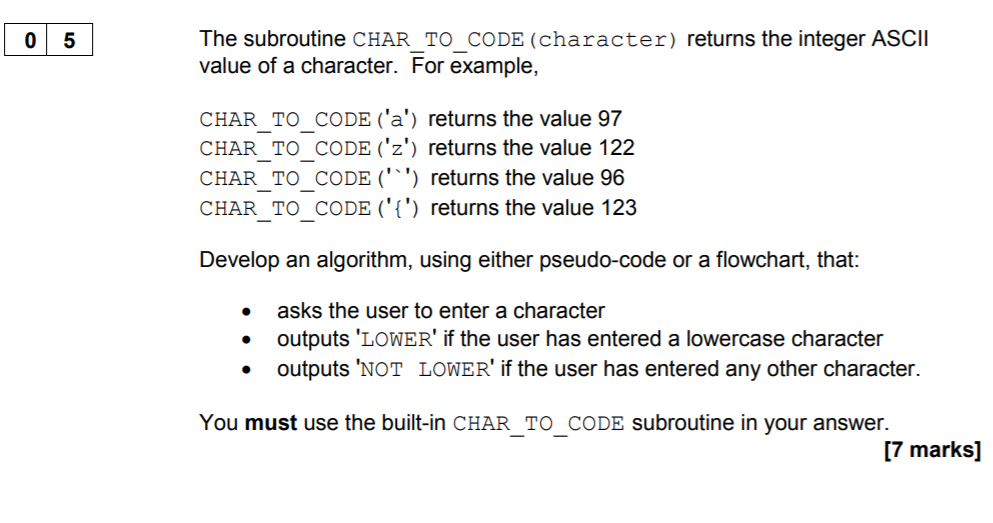 0 5
The subroutine CHAR_TO_CODE(character) returns the integer ASCII
value of a character. For example,
CHAR_TO_CODE('a') returns the value 97
CHAR_TO_CODE('z') returns the value 122
CHAR_TO_CODE('`') returns the value 96
CHAR_TO_CODE('{') returns the value 123
Develop an algorithm, using either pseudo-code or a flowchart, that:
• asks the user to enter a character
• outputs 'LOWER' if the user has entered a lowercase character
• outputs 'NOT LOWER' if the user has entered any other character.
You must use the built-in CHAR_TO_CODE subroutine in your answer.
[7 marks]